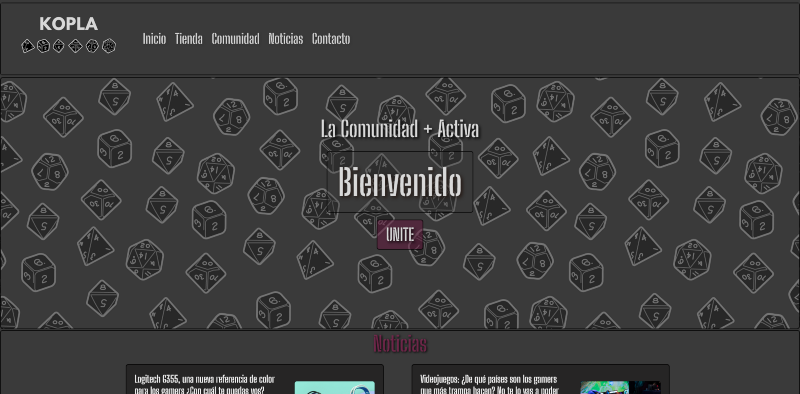 KOPLA
Inicio Tienda Comunidad Noticias Contacto
La Comunidad + Activa
Bienvenido
UNITE
Noticias
Logitech G355, una nueva referencia de color
para los gamers ¿Con cuál te quedas vos?
Videojuegos: ¿De qué países son los gamers
que más trampa hacen? No te lo vas a poder